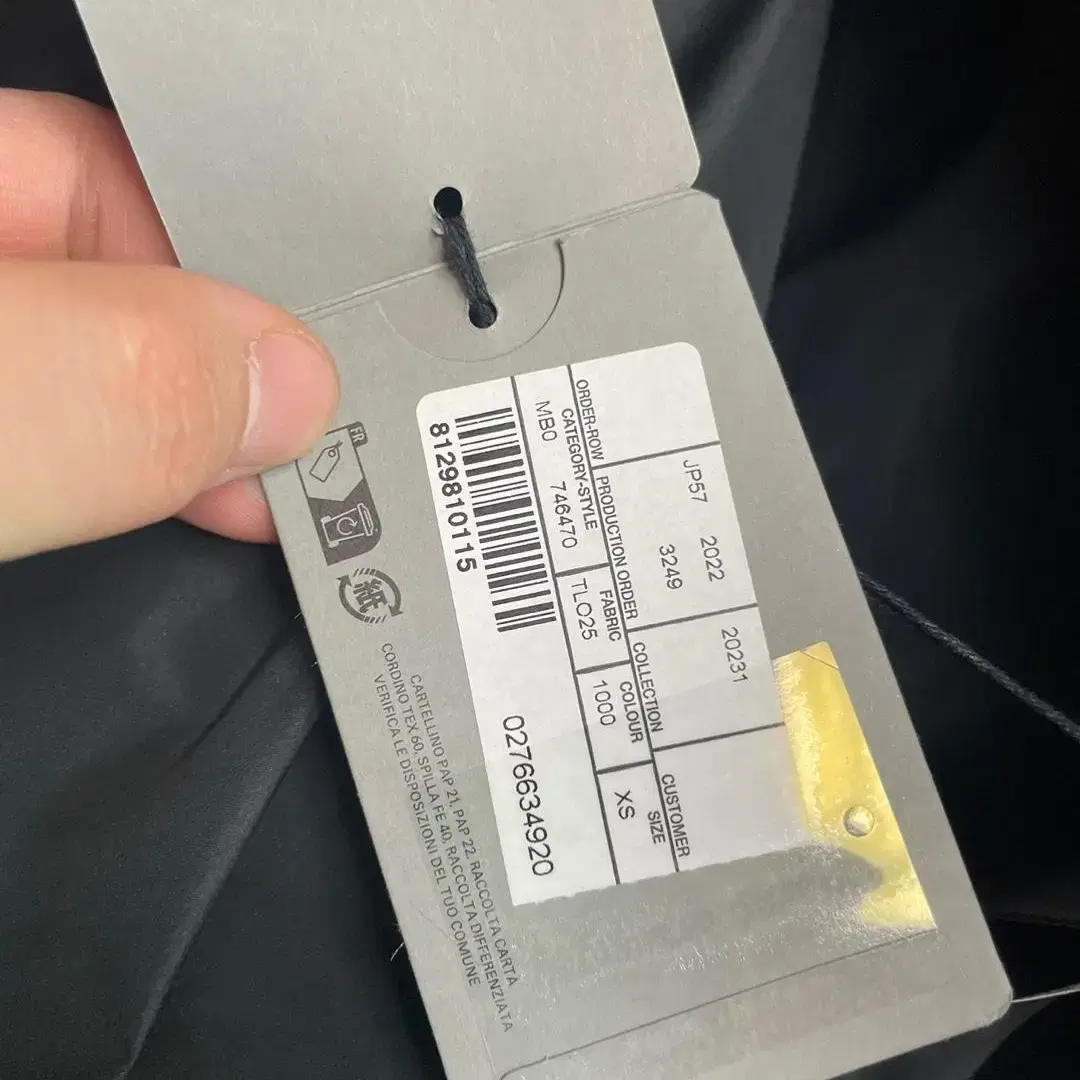 ORDER-ROW
PRODUCTION ORDER
JP57 2022
3249
COLLECTION
20231
CUSTOMER
CATEGORY-STYLE
MB0 746470
FABRIC
TLO25
COLOUR
1000
SIZE
XS
8129810115
02766634920
FR
紙
CARTELLINO PAP 21, PAP 22. RACCOLTA CARTA
CORDINO TEX 60, SPILLA FE 40, RACCOLTA DIFFERENZIATA
VERIFICA LE DISPOSIZIONI DEL TUO COMUNE